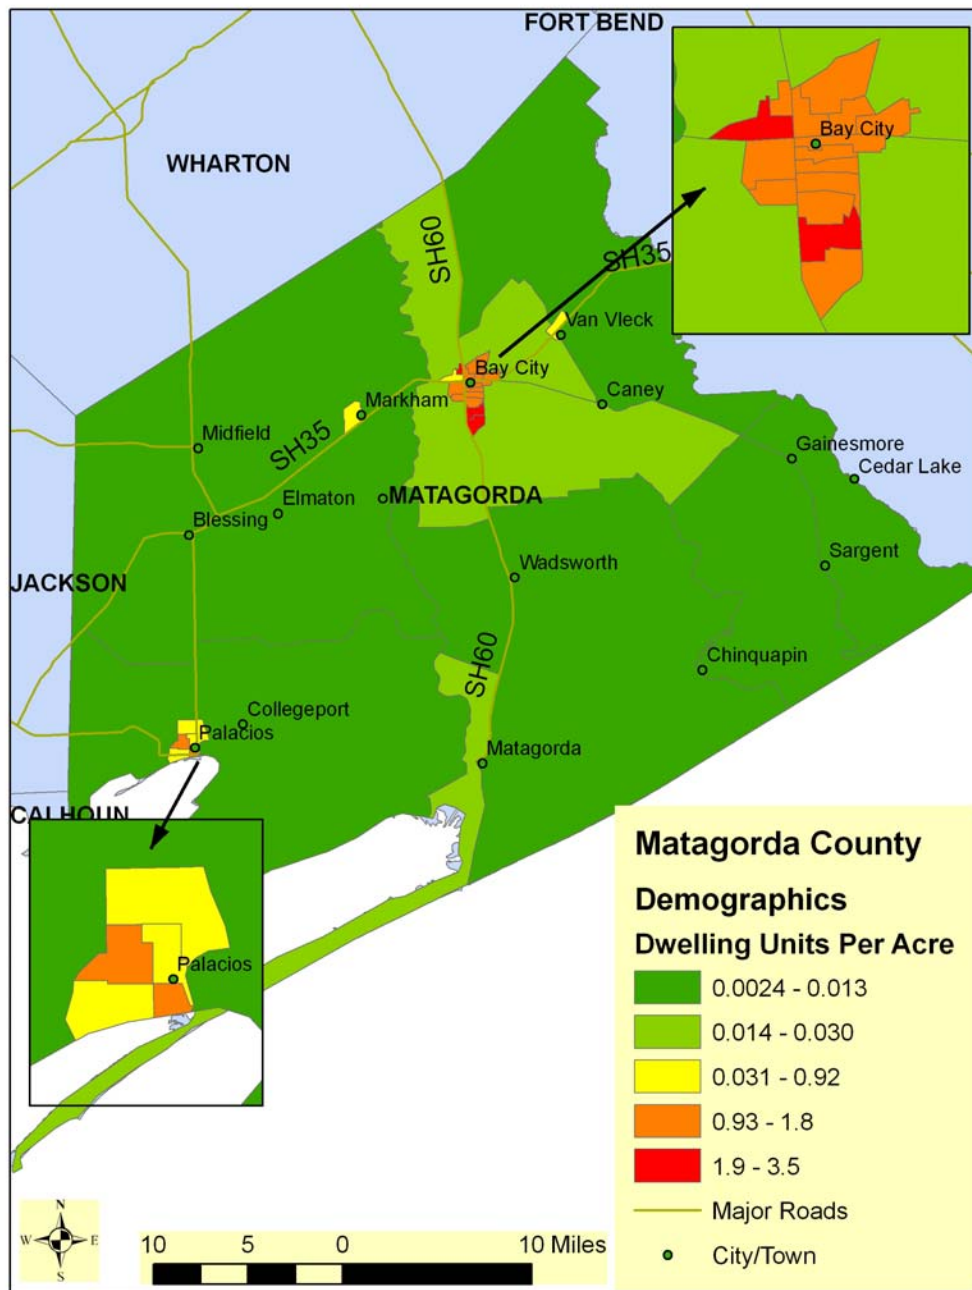 FORT BEND
WHARTON
SH60
SH35
Bay City
Van Vleck
Bay City
Markham
Caney
Midfield
SH35
Gainesmore
Cedar Lake
Elmaton
MATAGORDA
Blessing
Sargent
Wadsworth
JACKSON
SH60
Chinquapin
Collegeport
Palacios
Matagorda
CALHOUN
Palacios
Matagorda County
Demographics
Dwelling Units Per Acre
0.0024 - 0.013
0.014 - 0.030
0.031 - 0.92
0.93 - 1.8
1.9 - 3.5
Major Roads
City/Town
N
W E
S
10 5 0 10 Miles